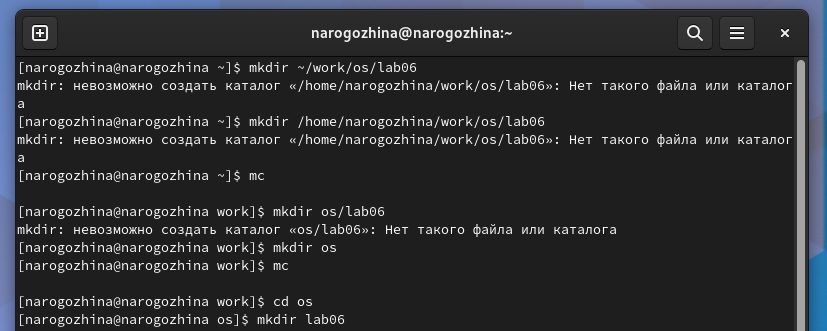 narogozhina@narogozhina:~
[narogozhina@narogozhina ~]$ mkdir ~/work/os/lab06
mkdir: невозможно создать каталог «/home/narogozhina/work/os/lab06»: Нет такого файла или каталог
а
[narogozhina@narogozhina ~]$ mkdir /home/narogozhina/work/os/lab06
mkdir: невозможно создать каталог «/home/narogozhina/work/os/lab06»: Нет такого файла или каталог
а
[narogozhina@narogozhina ~]$ mc
[narogozhina@narogozhina work]$ mkdir os/lab06
mkdir: невозможно создать каталог «os/lab06»: Нет такого файла или каталога
[narogozhina@narogozhina work]$ mkdir os
[narogozhina@narogozhina work]$ mc
[narogozhina@narogozhina work]$ cd os
[narogozhina@narogozhina os]$ mkdir lab06